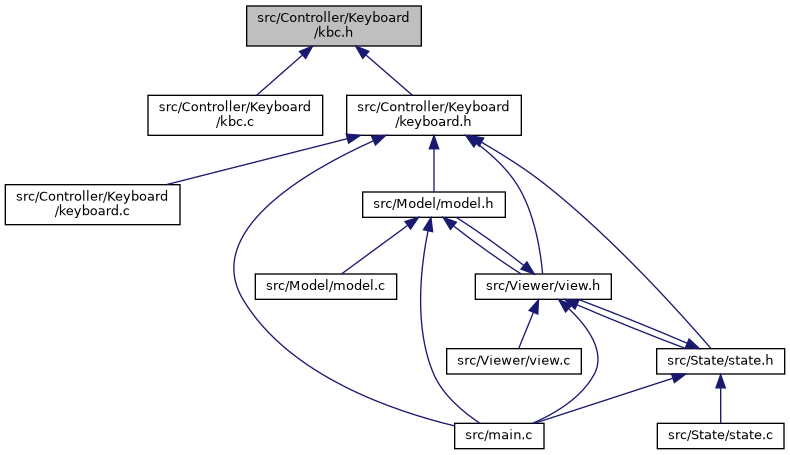 src/Controller/Keyboard
/kbc.h
src/Controller/Keyboard
/kbc.c
src/Controller/Keyboard
/keyboard.h
src/Controller/Keyboard
/keyboard.c
src/Model/model.h
src/Model/model.c
src/Viewer/view.h
src/Viewer/view.c
src/State/state.h
src/main.c
src/State/state.c